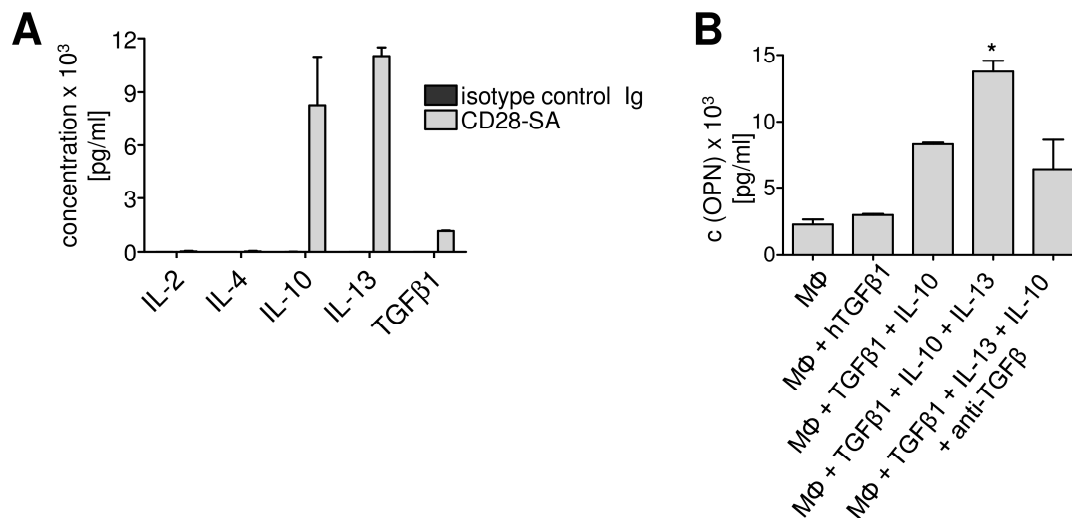 A
concentration x 10³
[pg/ml]
12
9
6
3
0
isotype control Ig
CD28-SA
IL-2
IL-4
IL-10
IL-13
TGFβ1
B
c (OPN) x 10³
[pg/ml]
15
10
5
0
*
MΦ
MΦ + hTGFβ1
MΦ + TGFβ1 + IL-10
MΦ + TGFβ1 + IL-10 + IL-13
MΦ + TGFβ1 + IL-13 + IL-10
+ anti-TGFβ